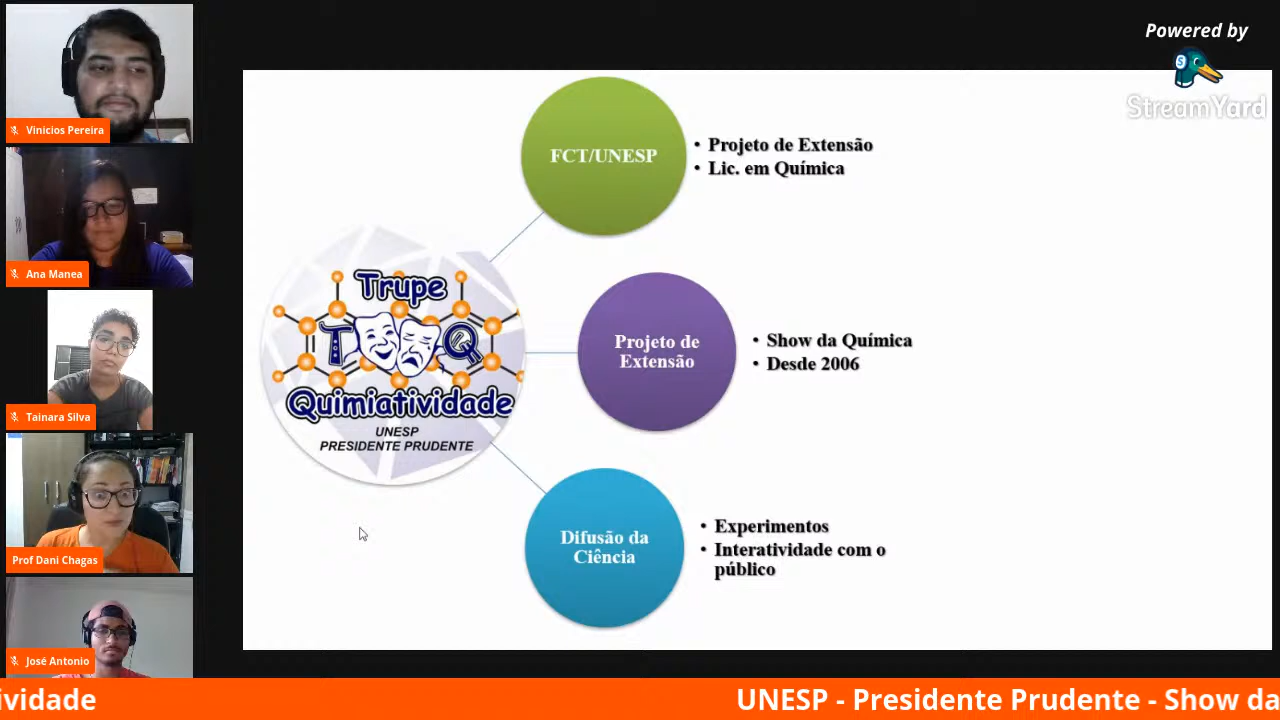 Vinicios Pereira
Ana Manea
Tainara Silva
Prof Dani Chagas
José Antonio
Powered by
StreamYard
FCT/UNESP
• Projeto de Extensão
• Lic. em Química
Trupe
TQ
Quimiatividade
UNESP
PRESIDENTE PRUDENTE
Projeto de
Extensão
• Show da Química
• Desde 2006
Difusão da
Ciência
• Experimentos
• Interatividade com o
público
ividade
UNESP - Presidente Prudente - Show da